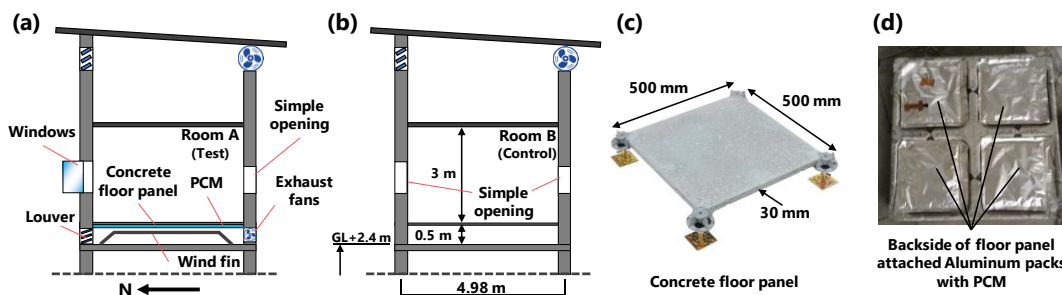 (a)
Windows
Room A
(Test)
Concrete
floor panel
PCM
Louver
Wind fin
N
Simple
opening
Exhaust
fans
(b)
Room B
(Control)
3 m
Simple
opening
0.5 m
GL+2.4 m
4.98 m
(c)
500 mm
500 mm
30 mm
Concrete floor panel
(d)
Backside of floor panel
attached Aluminum packs
with PCM